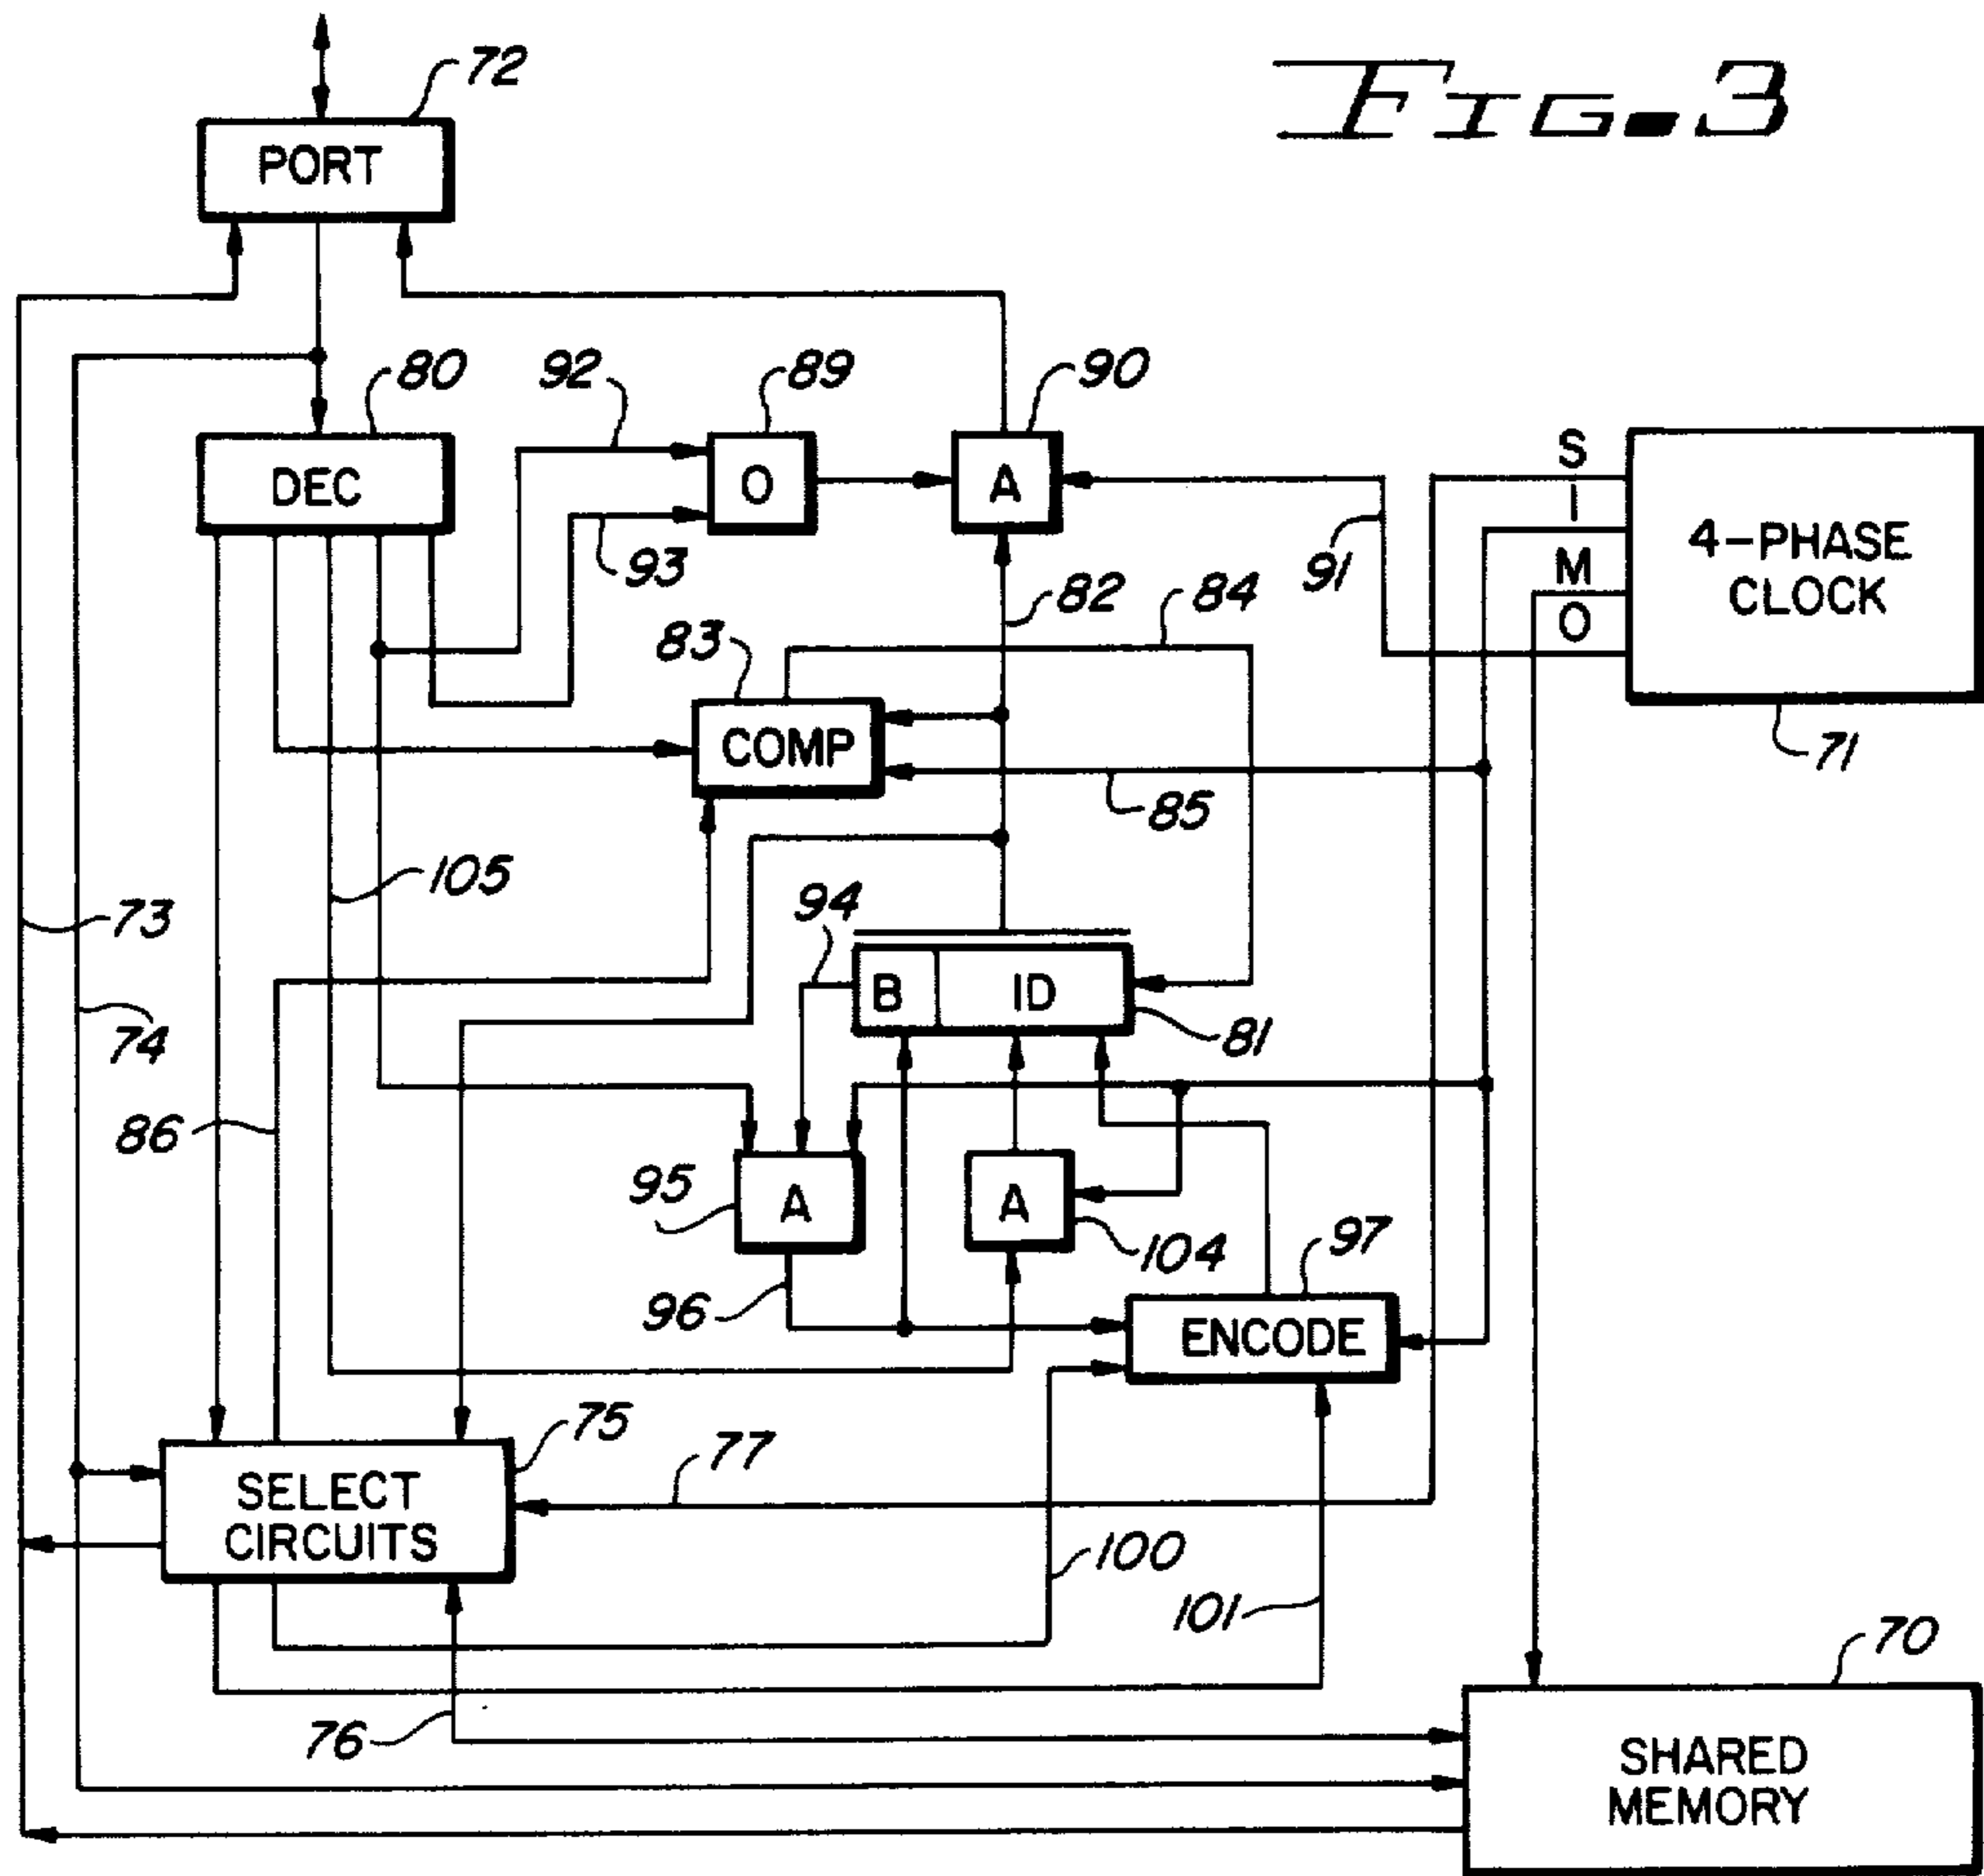 FIG. 3
72
PORT
80
92
89
90
DEC
O
A
S
I
M
O
4-PHASE
CLOCK
91
93
82
84
83
COMP
71
85
105
94
73
B
ID
74
81
86
95
A
A
104
97
96
ENCODE
75
77
SELECT
CIRCUITS
100
101
70
76
SHARED
MEMORY